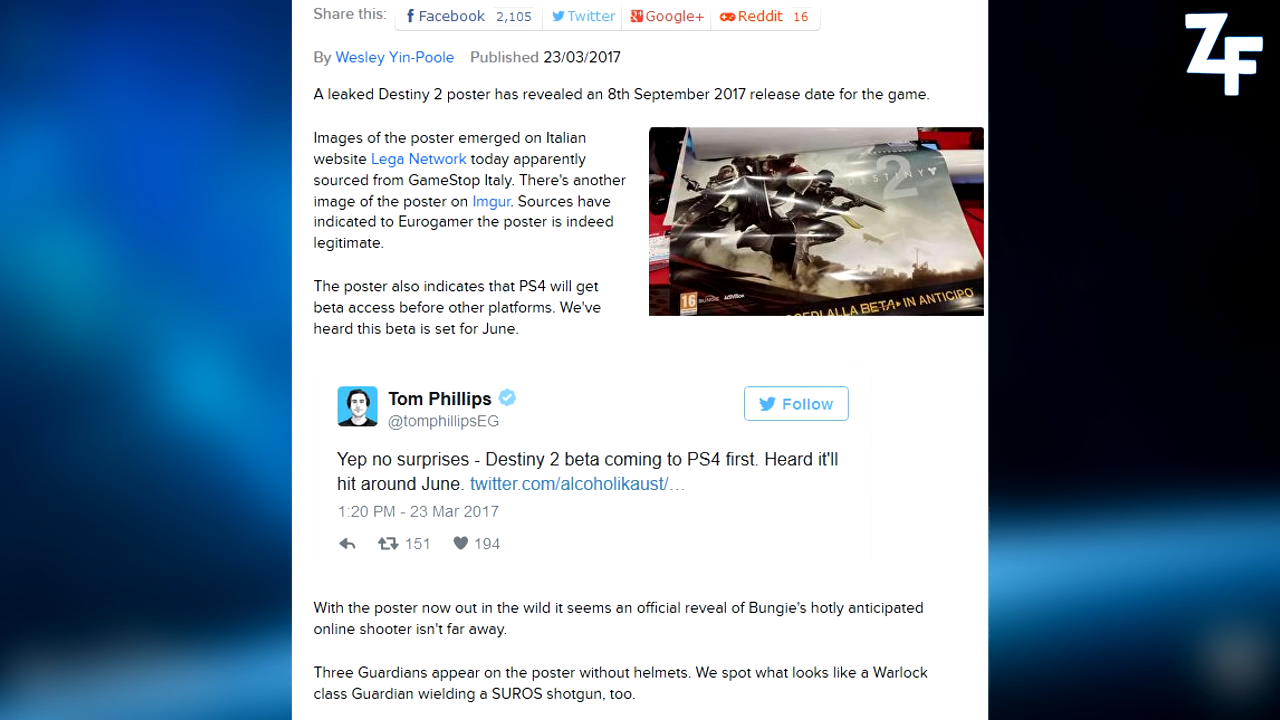 Share this: Facebook 2,105 Twitter Google+ Reddit 16
ZF
By Wesley Yin-Poole Published 23/03/2017
A leaked Destiny 2 poster has revealed an 8th September 2017 release date for the game.
Images of the poster emerged on Italian
website Lega Network today apparently
sourced from GameStop Italy. There's another
image of the poster on Imgur. Sources have
indicated to Eurogamer the poster is indeed
legitimate.
The poster also indicates that PS4 will get
beta access before other platforms. We've
heard this beta is set for June.
2
DESTINY
16 BUNGIE ACTIVISION
ALLA BETA IN ANTICIPO
Tom Phillips
@tomphillipsEG
Follow
Yep no surprises - Destiny 2 beta coming to PS4 first. Heard it'll
hit around June. twitter.com/alcoholikaust/…
1:20 PM - 23 Mar 2017
151 194
With the poster now out in the wild it seems an official reveal of Bungie's hotly anticipated
online shooter isn't far away.
Three Guardians appear on the poster without helmets. We spot what looks like a Warlock
class Guardian wielding a SUROS shotgun, too.